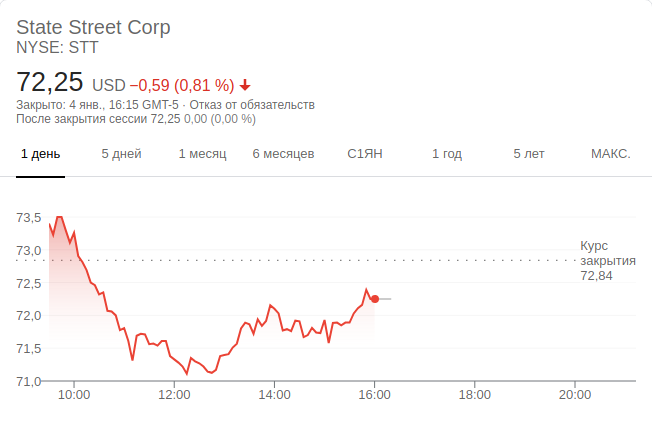 State Street Corp
NYSE: STT
72,25 USD −0,59 (0,81 %)
Закрыто: 4 янв., 16:15 GMT-5 · Отказ от обязательств
После закрытия сессии 72,25 0,00 (0,00 %)
1 день 5 дней 1 месяц 6 месяцев С1ЯН 1 год 5 лет МАКС.
73,5
73,0
72,5
72,0
71,5
71,0
Курс
закрытия
72,84
10:00 12:00 14:00 16:00 18:00 20:00